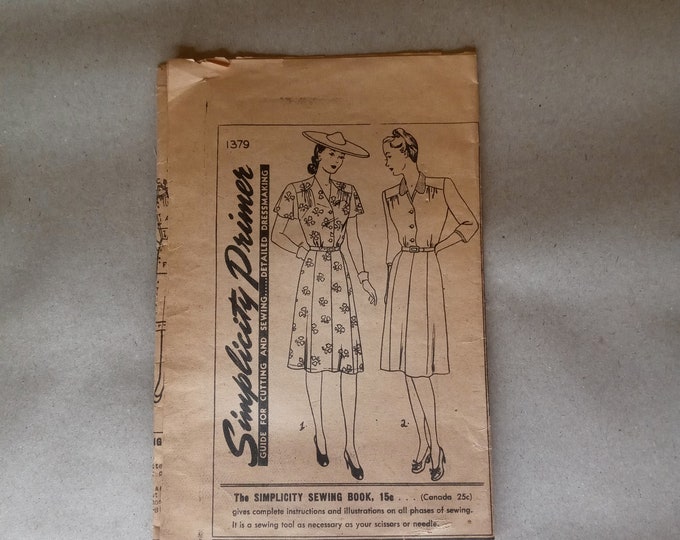 1379
Simplicity Primer
GUIDE FOR CUTTING AND SEWING.....DETAILED DRESSMAKING
1. 2.
The SIMPLICITY SEWING BOOK, 15c . . . (Canada 25c)
gives complete instructions and illustrations on all phases of sewing.
It is a sewing tool as necessary as your scissors or needle.